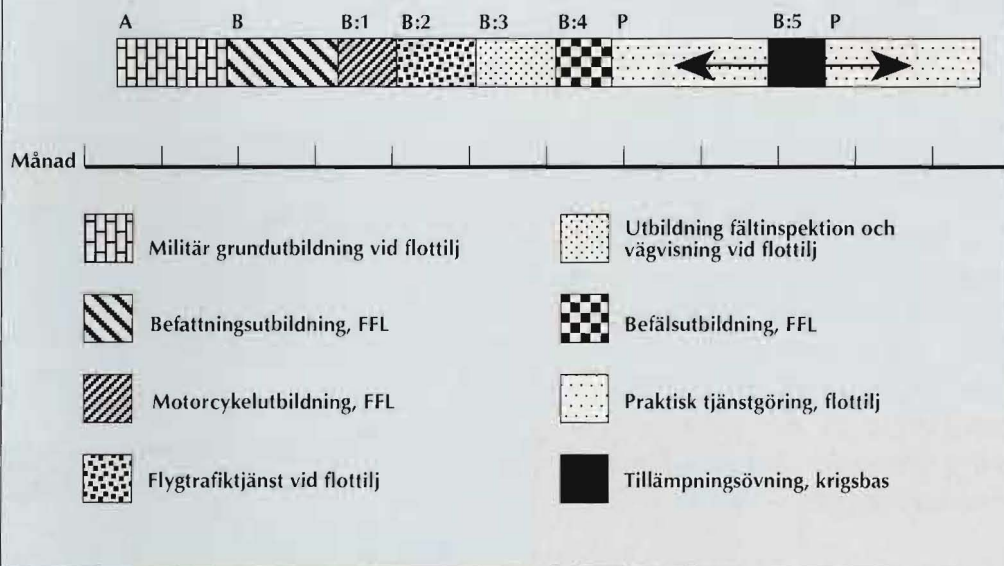 A B B:1 B:2 B:3 B:4 P B:5 P
Månad
Militär grundutbildning vid flottilj
Befattningsutbildning, FFL
Motorcykelutbildning, FFL
Flygtrafiktjänst vid flottilj
Utbildning fältinspektion och
vägvisning vid flottilj
Befälsutbildning, FFL
Praktisk tjänstgöring, flottilj
Tillämpningsövning, krigsbas